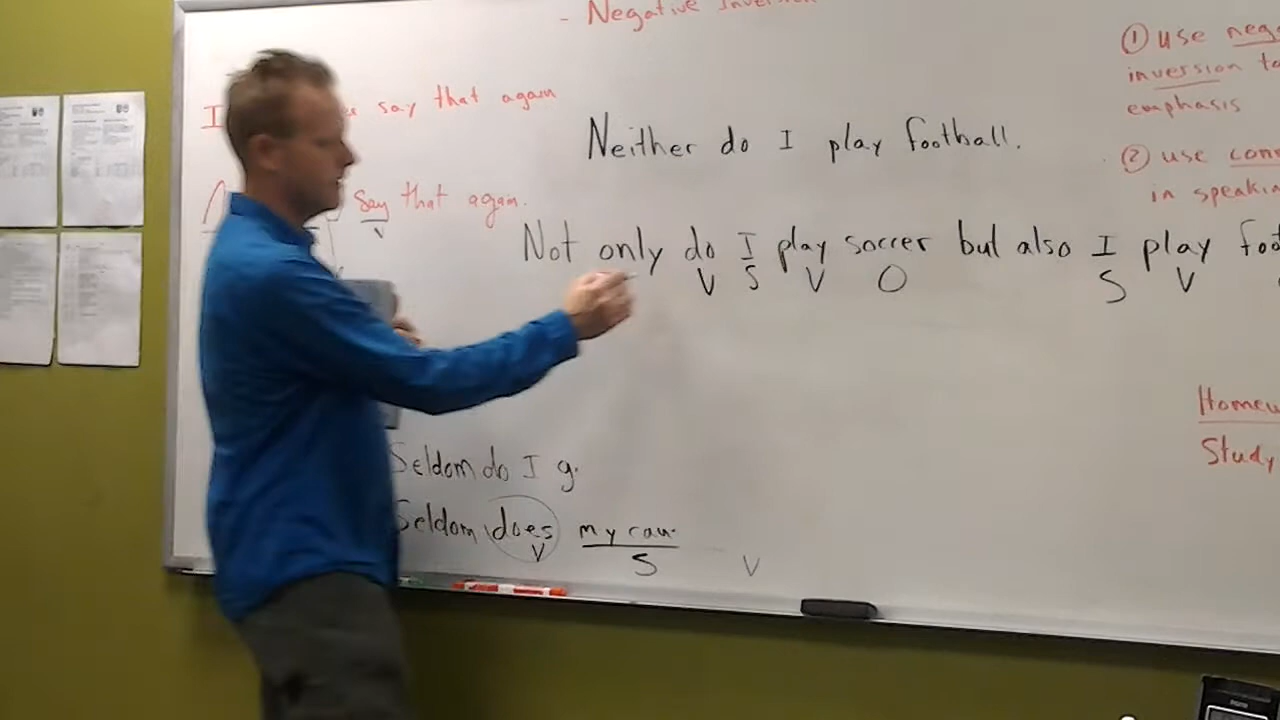 - Negative Inversion
I say that again
say that again.
V
Neither do I play football.
Not only do I play soccer but also I play foo
V S V O S V
Seldom do I g.
Seldom does my
V S V
① use neg
inversion to
emphasis
② use con
in speakin
Homew
Study